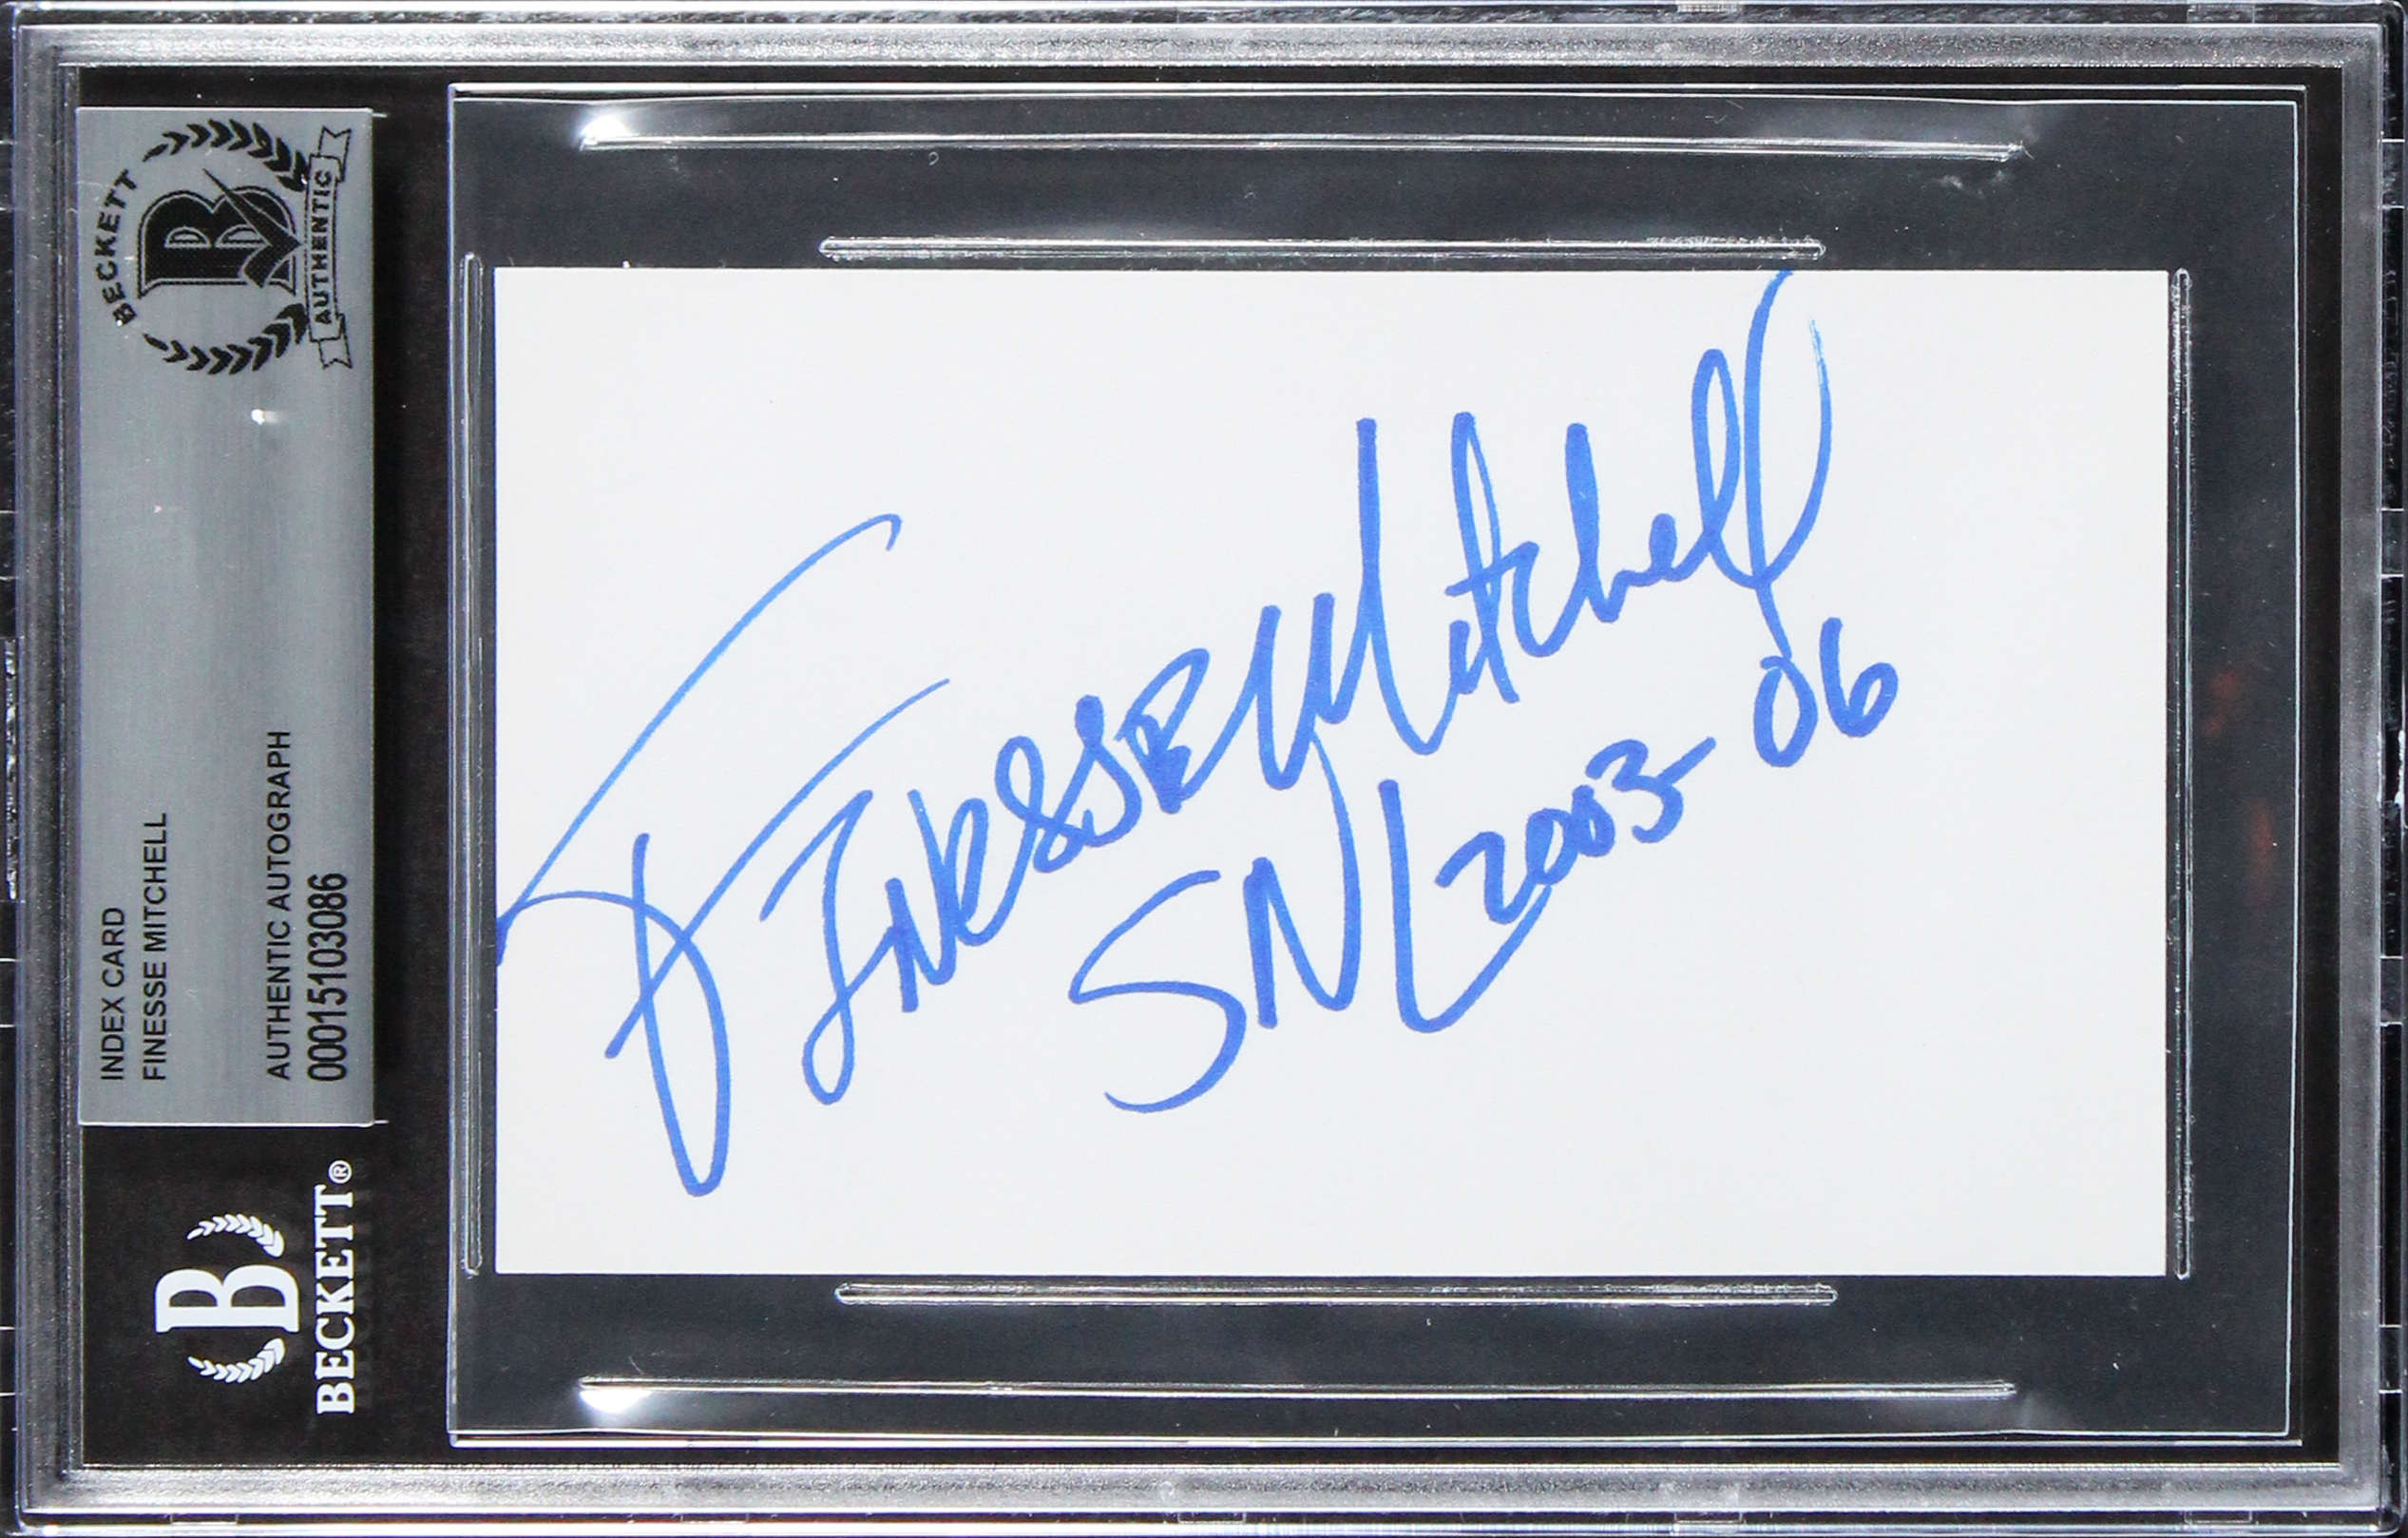 BECKETT
B
AUTHENTIC
INDEX CARD
FINESSE MITCHELL
AUTHENTIC AUTOGRAPH
00015103086
B
BECKETT®
Finesse Mitchell
SNL 2003-06